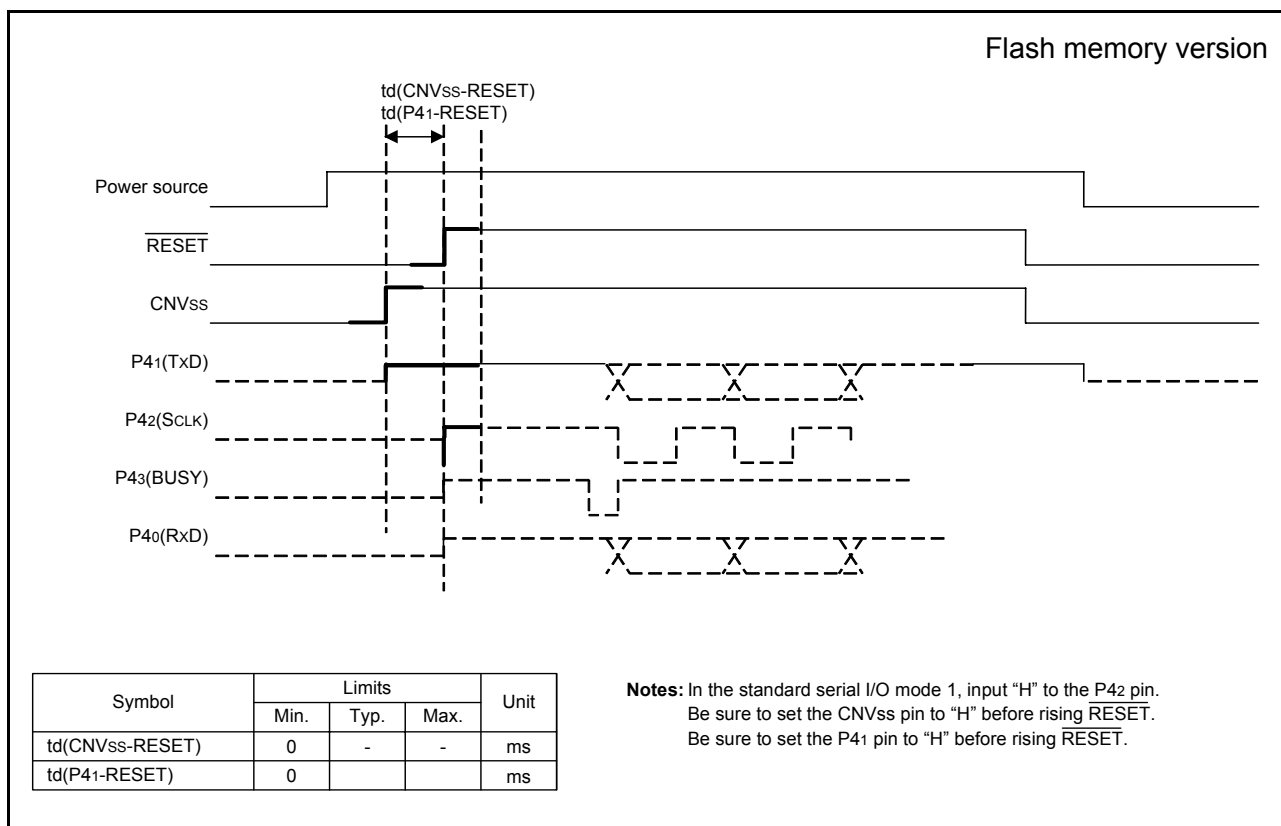 Flash memory version
td(CNVss-RESET)
td(P41-RESET)
Power source
RESET
CNVss
P41(TxD)
P42(SCLK)
P43(BUSY)
P40(RxD)
Symbol Limits Unit
Min. Typ. Max.
td(CNVss-RESET) 0 - - ms
td(P41-RESET) 0 ms
Notes: In the standard serial I/O mode 1, input “H” to the P42 pin.
Be sure to set the CNVss pin to “H” before rising RESET.
Be sure to set the P41 pin to “H” before rising RESET.